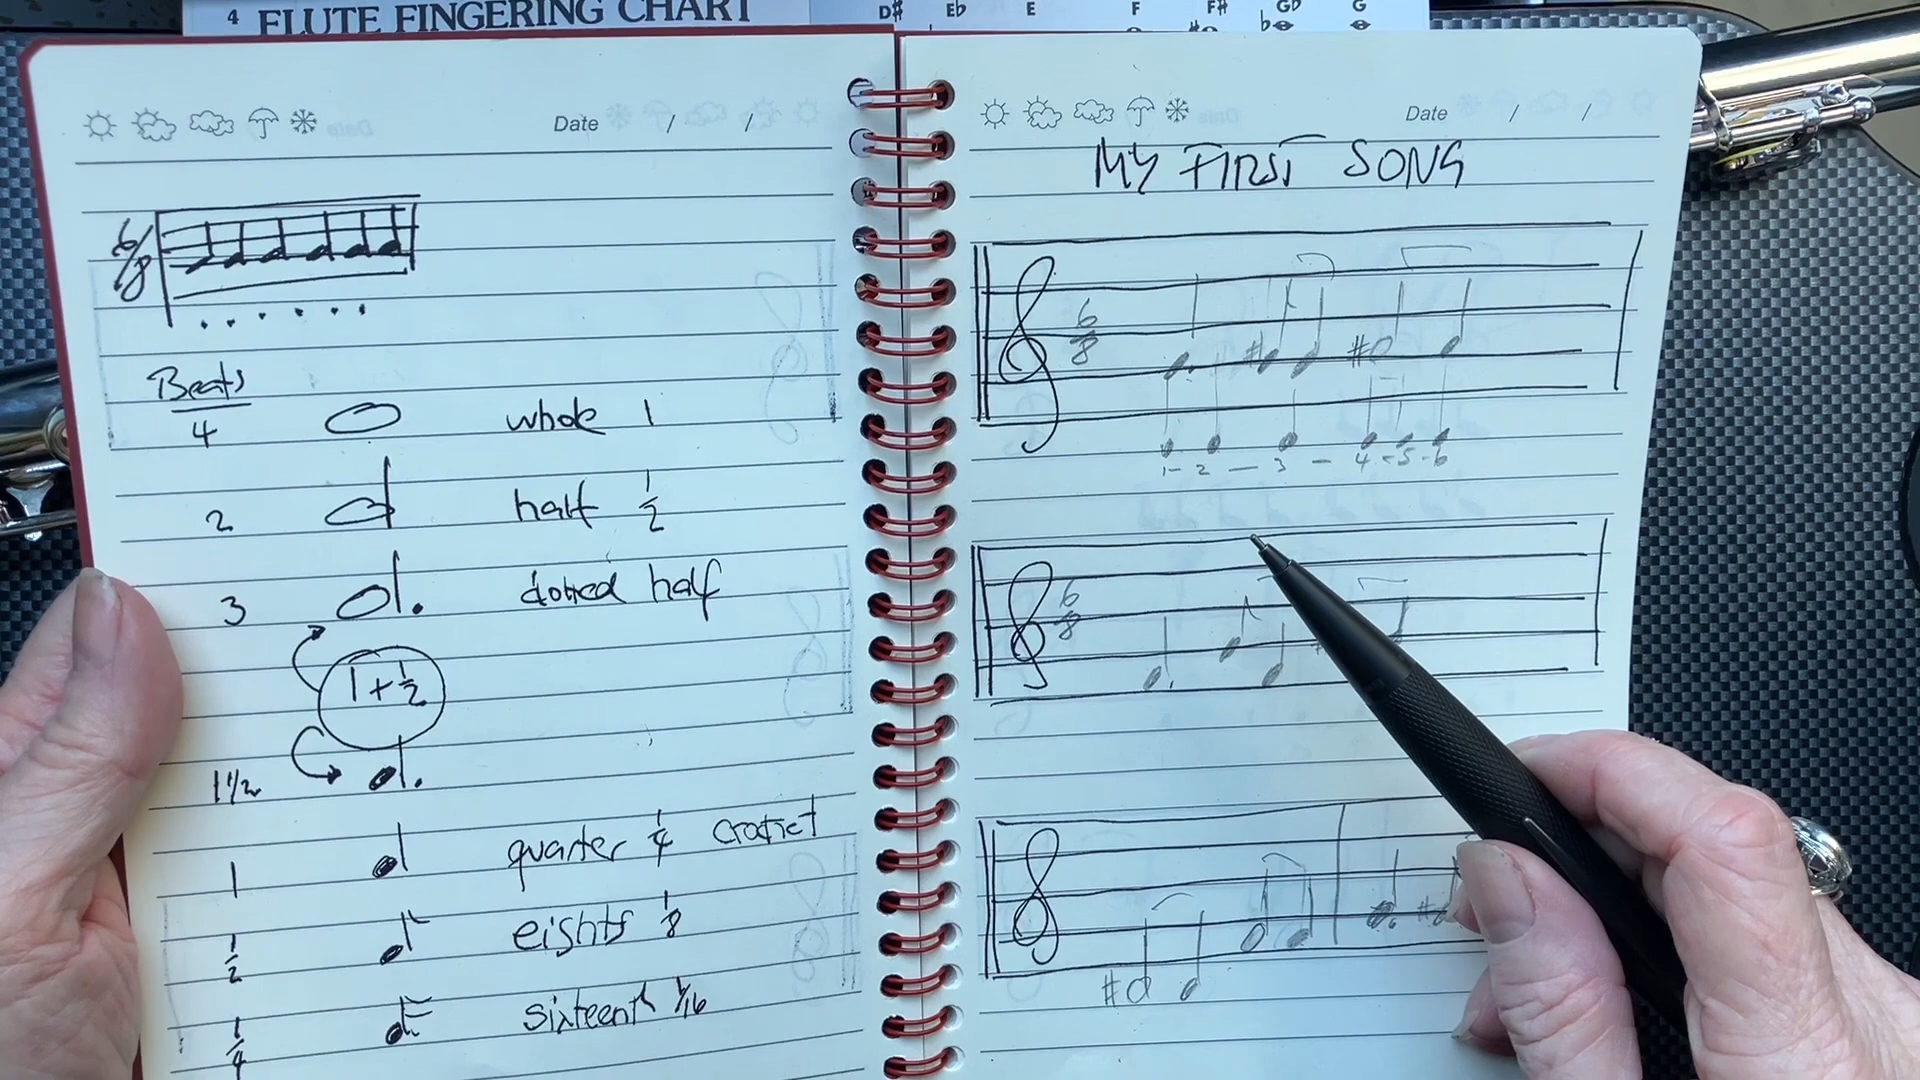 4 FLUTE FINGERING CHART
D# Eb E F F# Gb G
Date / /
6/8
Beats
4 whole 1
2 half 1/2
3 dotted half
1+1/2
1 1/2
1 quarter 1/4 crotict
1/2 eights 1/8
1/4 sixteenth 1/16
Date / /
MY FIRST SONG
6/8
# #
1 - 2 - 3 - 4 - 5 - 6
6/8
# #